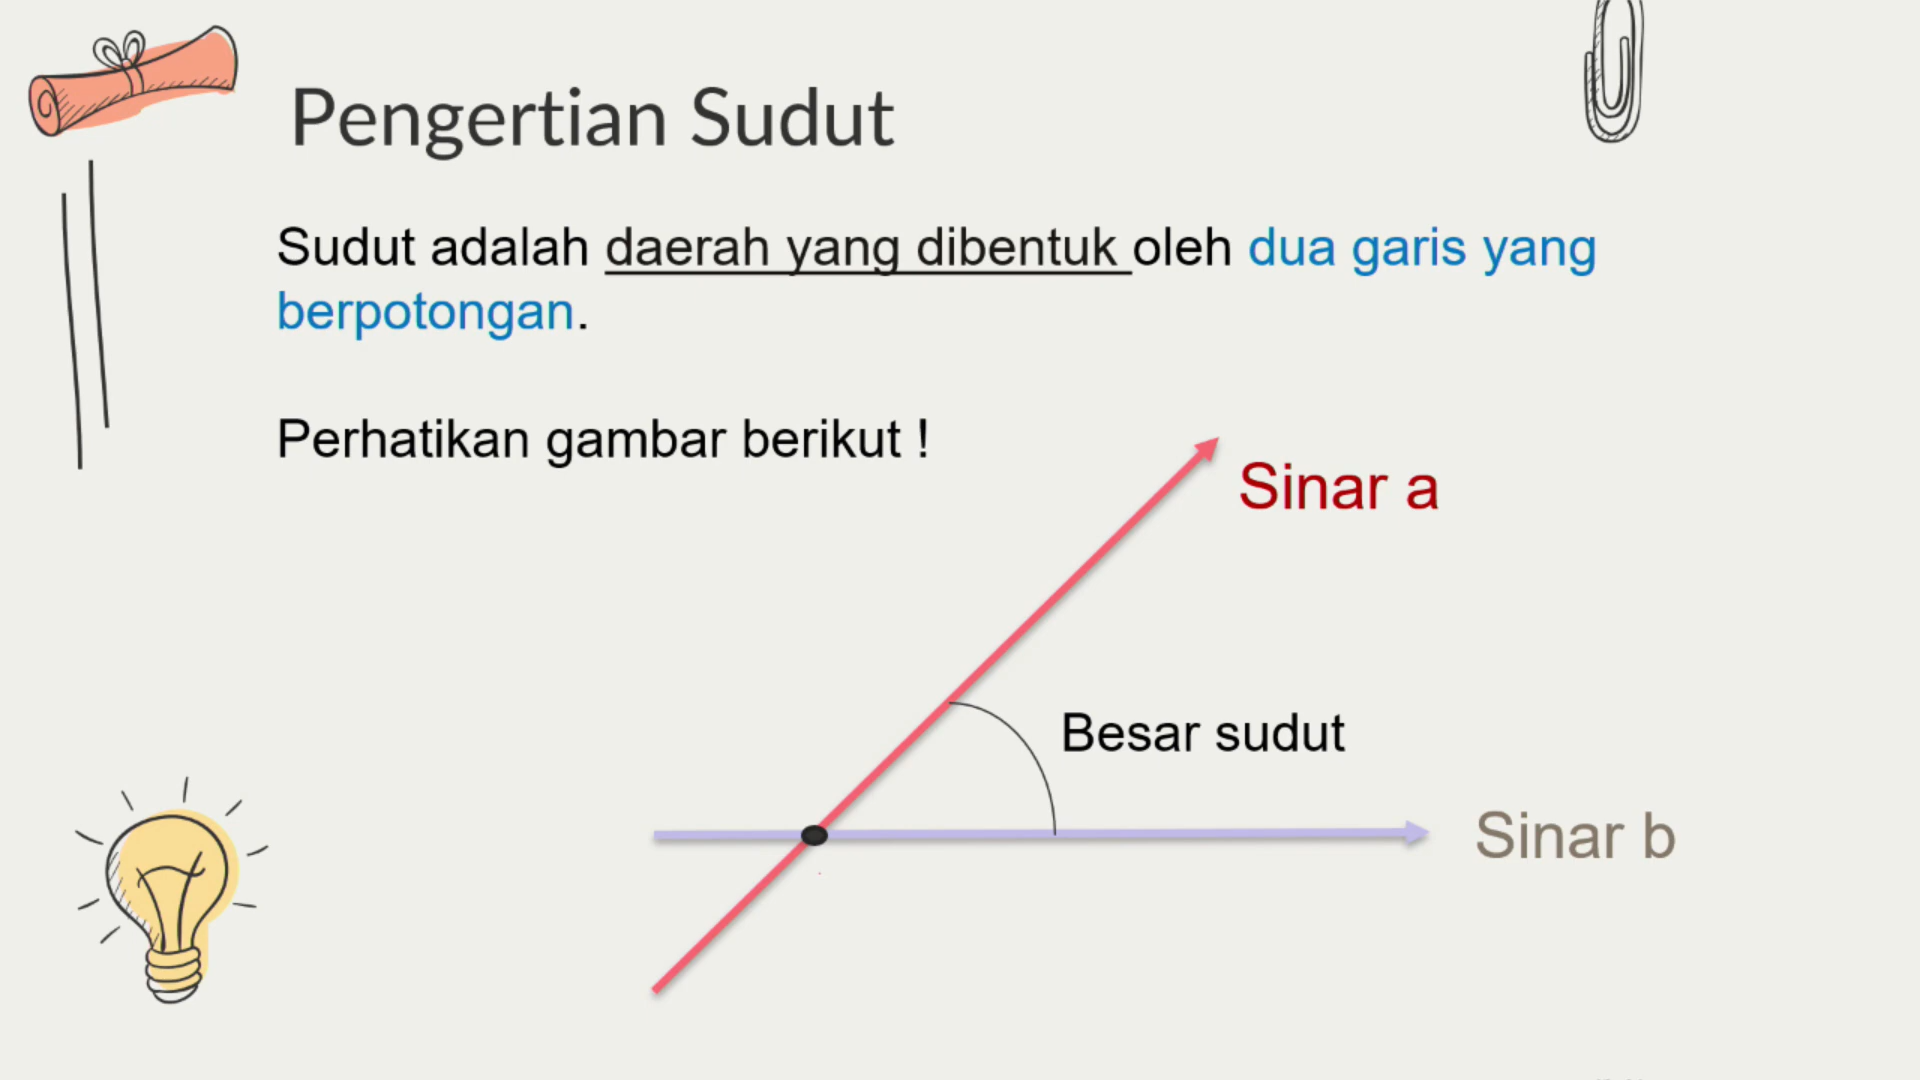 Pengertian Sudut
Sudut adalah daerah yang dibentuk oleh dua garis yang
berpotongan.
Perhatikan gambar berikut !
Sinar a
Besar sudut
Sinar b